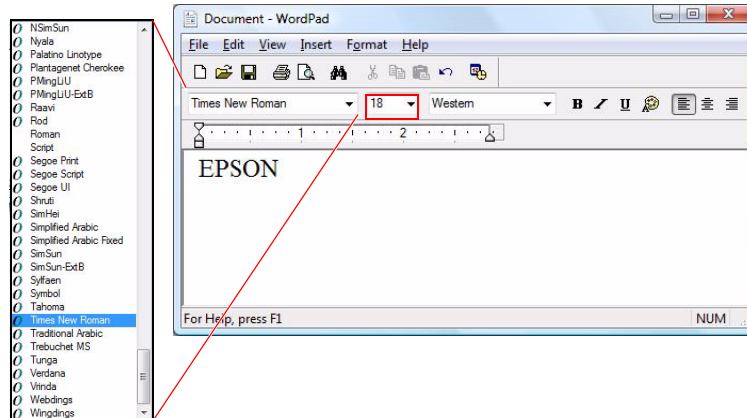 NSimSun
Nyala
Palatino Linotype
Plantagenet Cherokee
PMingLiU
PMingLiU-ExtB
Raavi
Rod
Roman
Script
Segoe Print
Segoe Script
Segoe UI
Shruti
SimHei
Simplified Arabic
Simplified Arabic Fixed
SimSun
SimSun-ExtB
Sylfaen
Symbol
Tahoma
Times New Roman
Traditional Arabic
Trebuchet MS
Tunga
Verdana
Vrinda
Webdings
Wingdings
Document - WordPad
File Edit View Insert Format Help
Times New Roman 18 Western B / U
1 2
EPSON
For Help, press F1 NUM